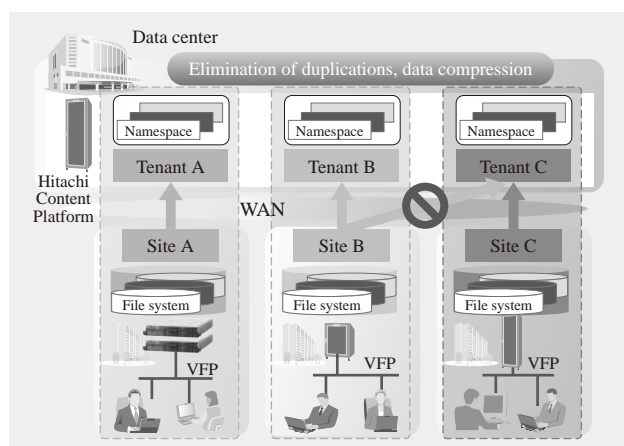 Data center
Elimination of duplications, data compression
Namespace
Namespace
Namespace
Tenant A
Tenant B
Tenant C
Hitachi
Content
Platform
WAN
Site A
Site B
Site C
File system
File system
File system
VFP
VFP
VFP